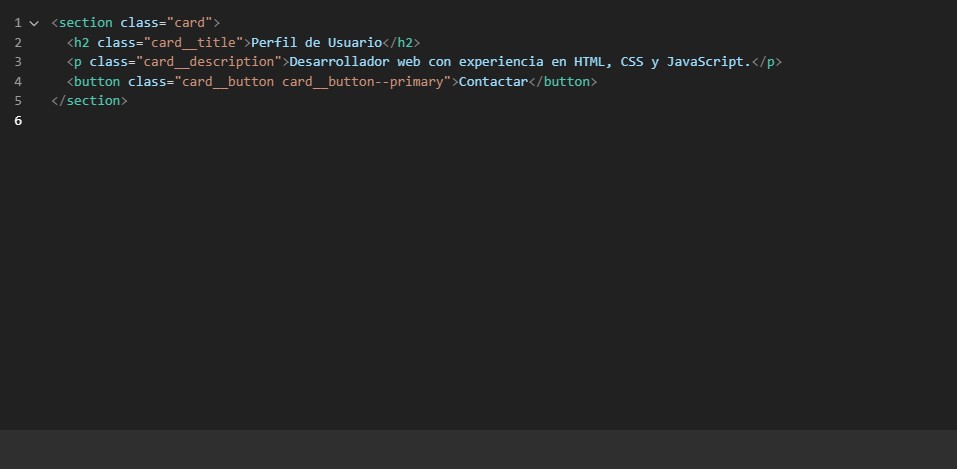 1 <section class="card">
2   <h2 class="card__title">Perfil de Usuario</h2>
3   <p class="card__description">Desarrollador web con experiencia en HTML, CSS y JavaScript.</p>
4   <button class="card__button card__button--primary">Contactar</button>
5 </section>
6